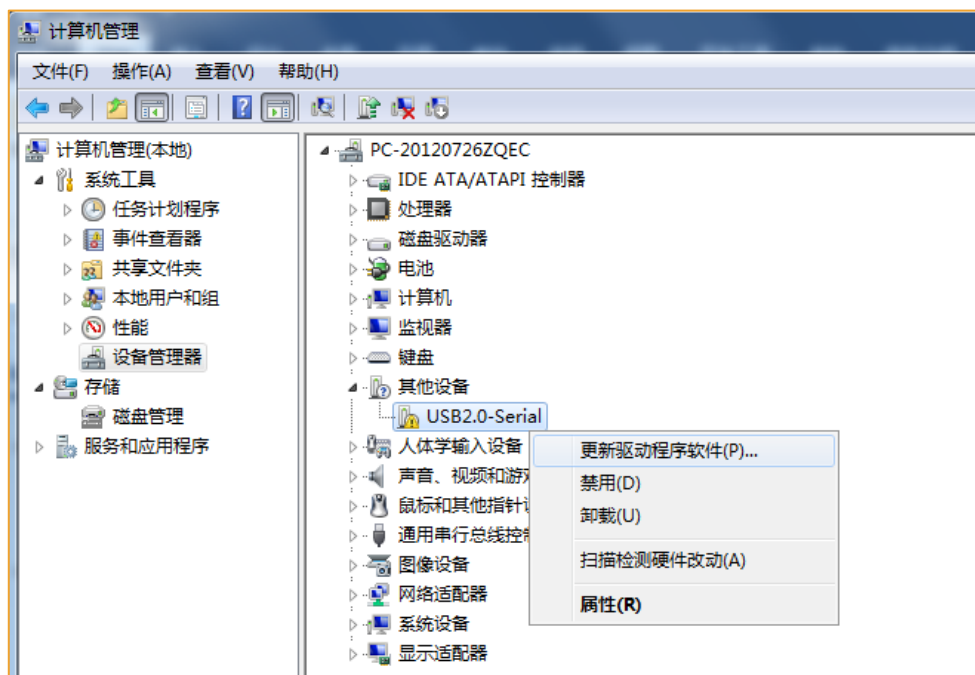 计算机管理
文件(F) 操作(A) 查看(V) 帮助(H)
计算机管理(本地)
系统工具
任务计划程序
事件查看器
共享文件夹
本地用户和组
性能
设备管理器
存储
磁盘管理
服务和应用程序
PC-20120726ZQEC
IDE ATA/ATAPI 控制器
处理器
磁盘驱动器
电池
计算机
监视器
键盘
其他设备
USB2.0-Serial
人体学输入设备
声音、视频和游
鼠标和其他指针
通用串行总线控
图像设备
网络适配器
系统设备
显示适配器
更新驱动程序软件(P)...
禁用(D)
卸载(U)
扫描检测硬件改动(A)
属性(R)